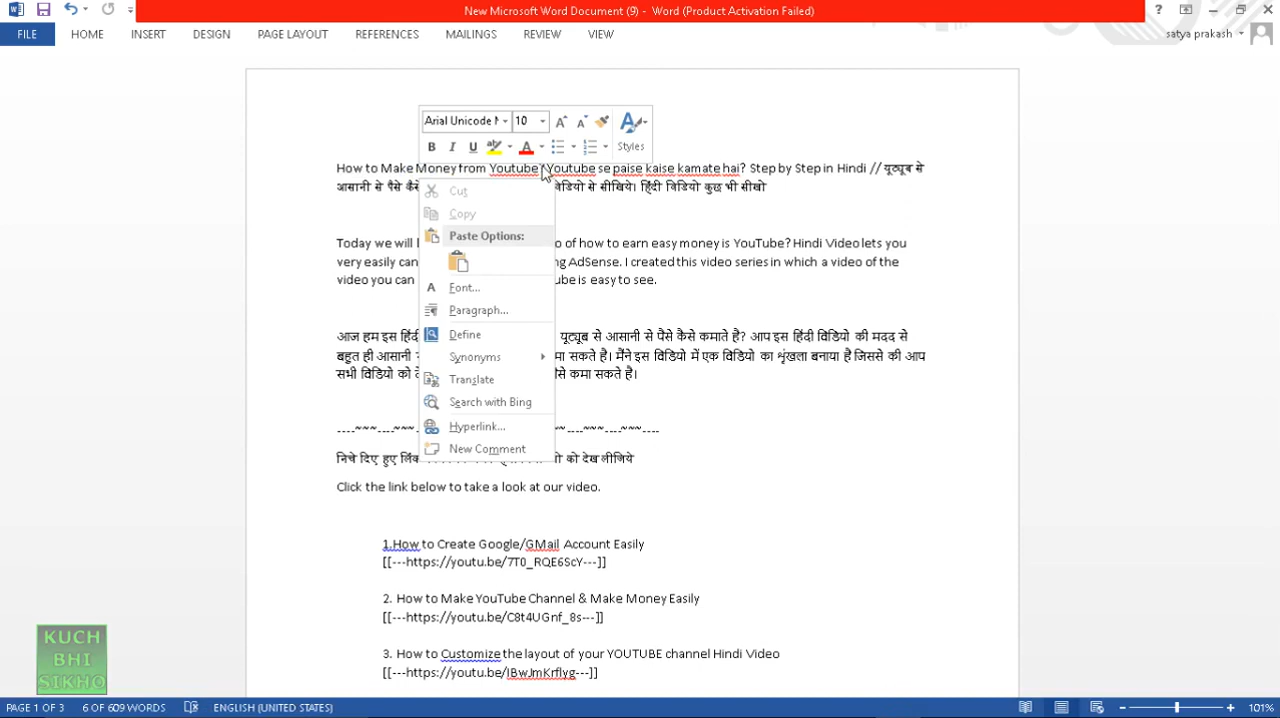 New Microsoft Word Document (9) - Word (Product Activation Failed)
FILE HOME INSERT DESIGN PAGE LAYOUT REFERENCES MAILINGS REVIEW VIEW satya prakash
Arial Unicode 10
B I U Styles
How to Make Money from Youtube? Youtube se paise kaise kamate hai? Step by Step in Hindi // यूट्यूब से
आसानी से पैसे विडियो से सीखिये। हिंदी विडियो कुछ भी सीखो
Cut
Copy
Paste Options:
Font...
Paragraph...
Define
Synonyms
Translate
Search with Bing
Hyperlink...
New Comment
Today we will of how to earn easy money is YouTube? Hindi Video lets you
very easily can AdSense. I created this video series in which a video of the
video you can is easy to see.
आज हम इस यूट्यूब से आसानी से पैसे कैसे कमाते है? आप इस हिंदी विडियो की मदद से
बहुत ही आसानी सकते है। मैंने इस विडियो में एक विडियो का शृंखला बनाया है जिससे की आप
सभी विडियो को कमा सकते है।
----~~~----~~~ ~~~----~~~----~~~----
निचे दिए हुए को देख लीजिये
Click the link below to take a look at our video.
1.How to Create Google/GMail Account Easily
[[---https://youtu.be/7T0_RQE6ScY---]]
2. How to Make YouTube Channel & Make Money Easily
[[---https://youtu.be/C8t4UGnf_8s---]]
3. How to Customize the layout of your YOUTUBE channel Hindi Video
[[---https://youtu.be/lBwJmKrflyg---]]
KUCH
BHI
SIKHO
PAGE 1 OF 3 6 OF 609 WORDS ENGLISH (UNITED STATES) 101%